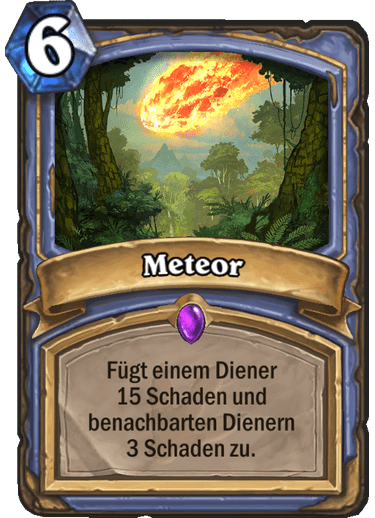 6
Meteor
Fügt einem Diener
15 Schaden und
benachbarten Dienern
3 Schaden zu.